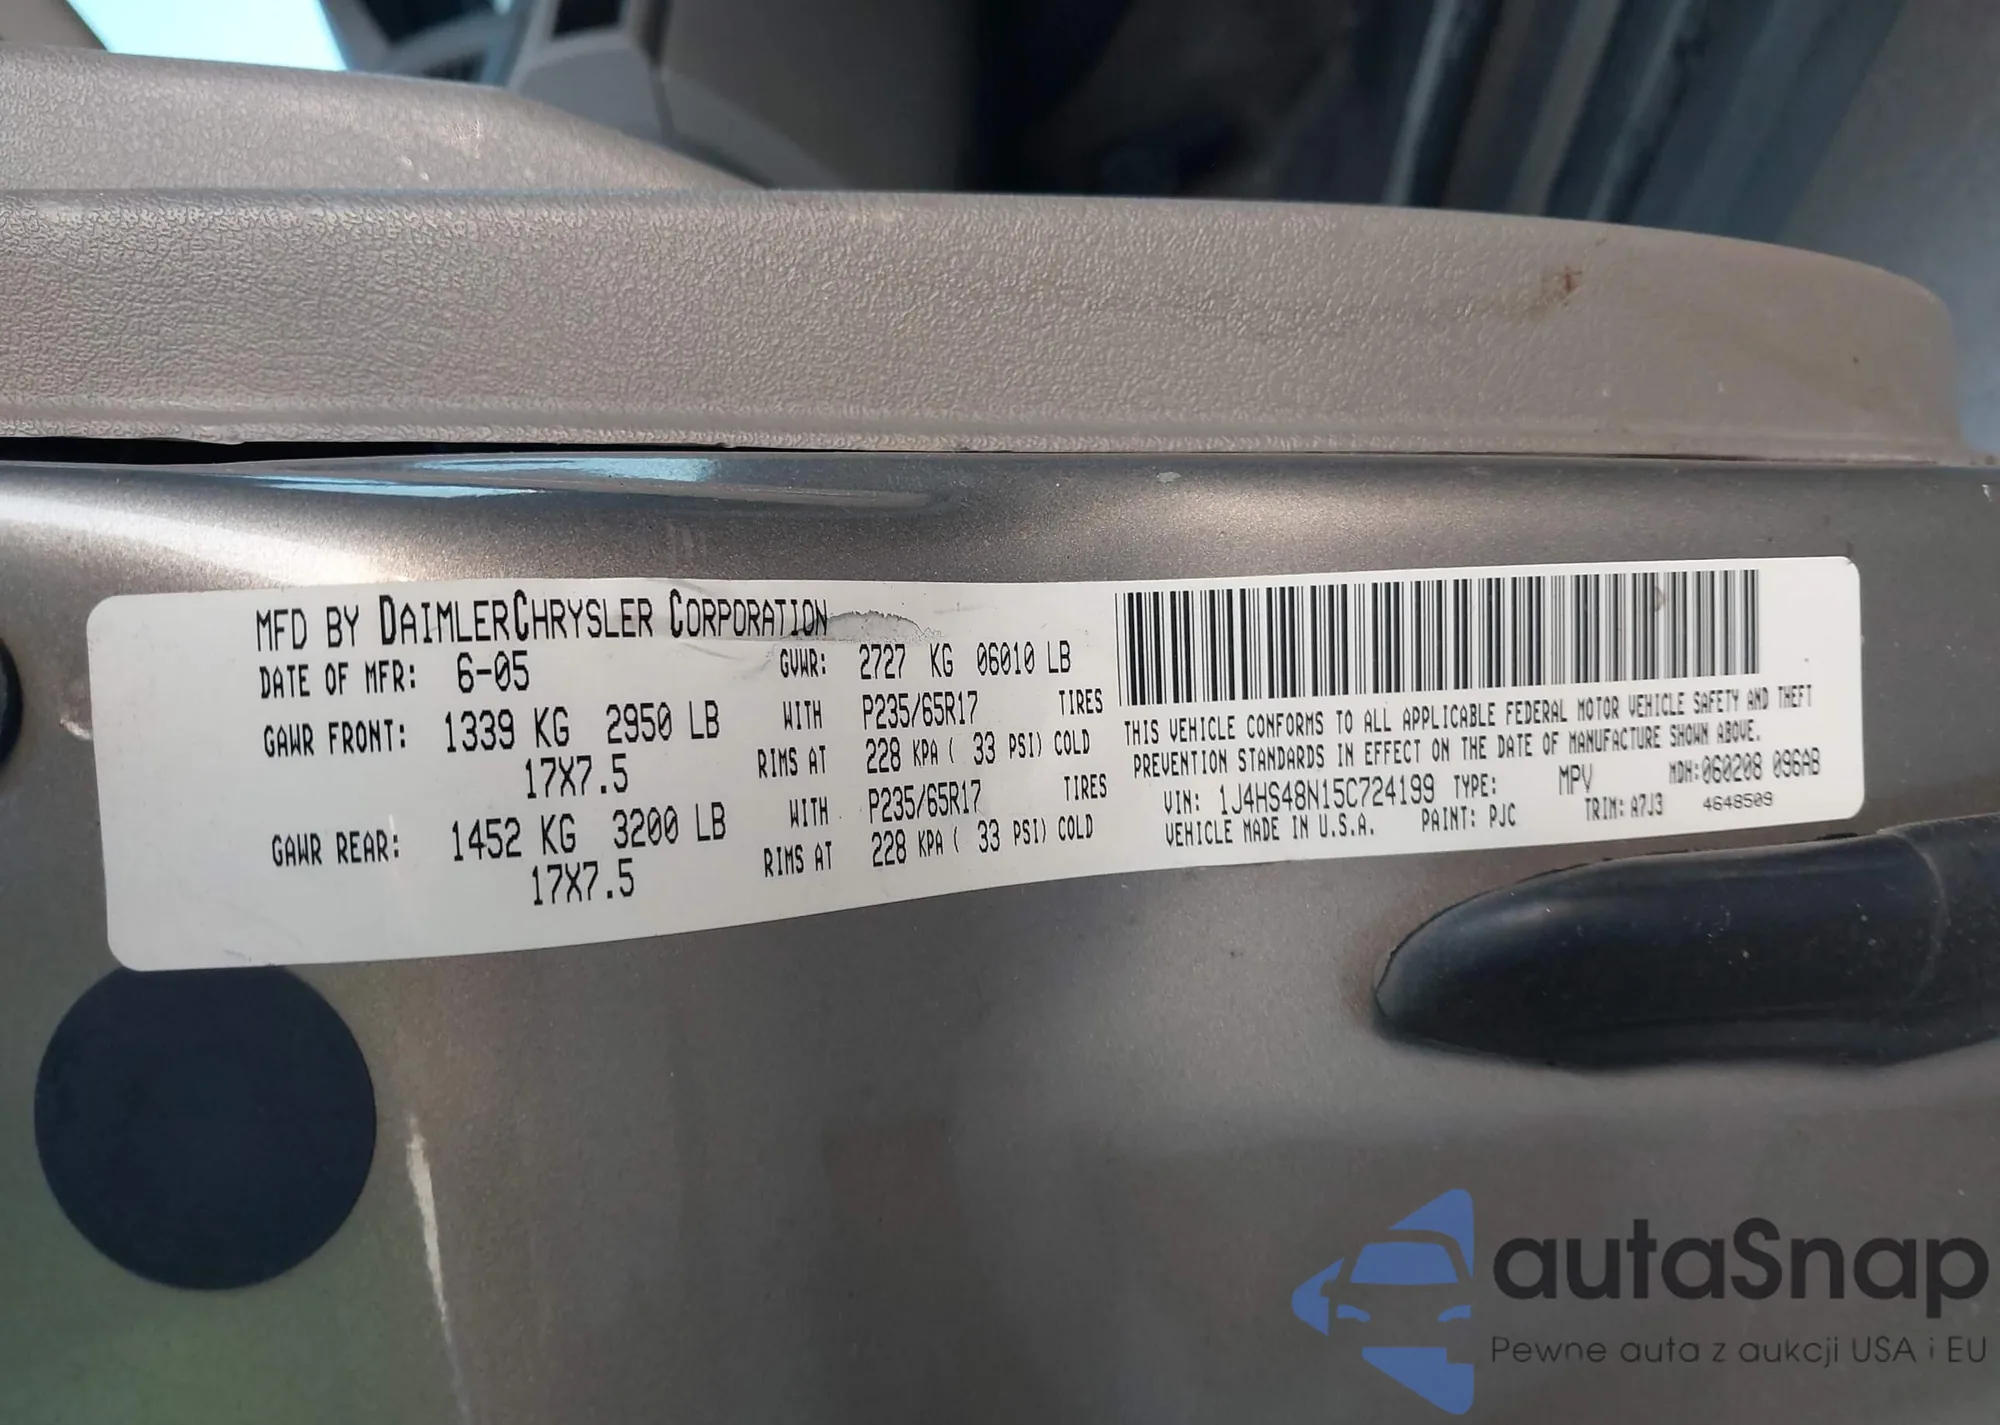 MFD BY DAIMLERCHRYSLER CORPORATION
DATE OF MFR: 6-05 GVWR: 2727 KG 06010 LB
GAWR FRONT: 1339 KG 2950 LB WITH P235/65R17 TIRES
17X7.5 RIMS AT 228 KPA ( 33 PSI) COLD
GAWR REAR: 1452 KG 3200 LB WITH P235/65R17 TIRES
17X7.5 RIMS AT 228 KPA ( 33 PSI) COLD
THIS VEHICLE CONFORMS TO ALL APPLICABLE FEDERAL MOTOR VEHICLE SAFETY AND THEFT
PREVENTION STANDARDS IN EFFECT ON THE DATE OF MANUFACTURE SHOWN ABOVE.
VIN: 1J4HS48N15C724199 TYPE: MPV MDH:060208 096AB
VEHICLE MADE IN U.S.A. PAINT: PJC TRIM: A7J3 4648509
autaSnap
Pewne auta z aukcji USA i EU